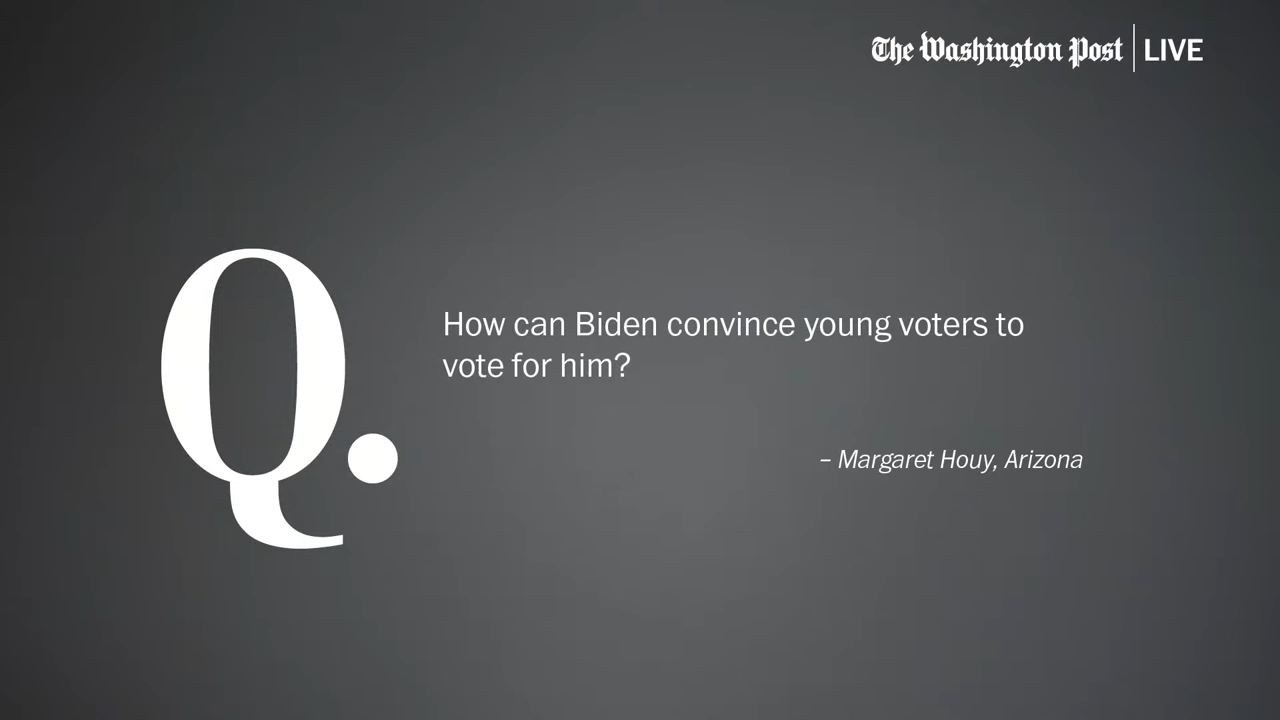 The Washington Post | LIVE
Q.
How can Biden convince young voters to
vote for him?
– Margaret Houy, Arizona